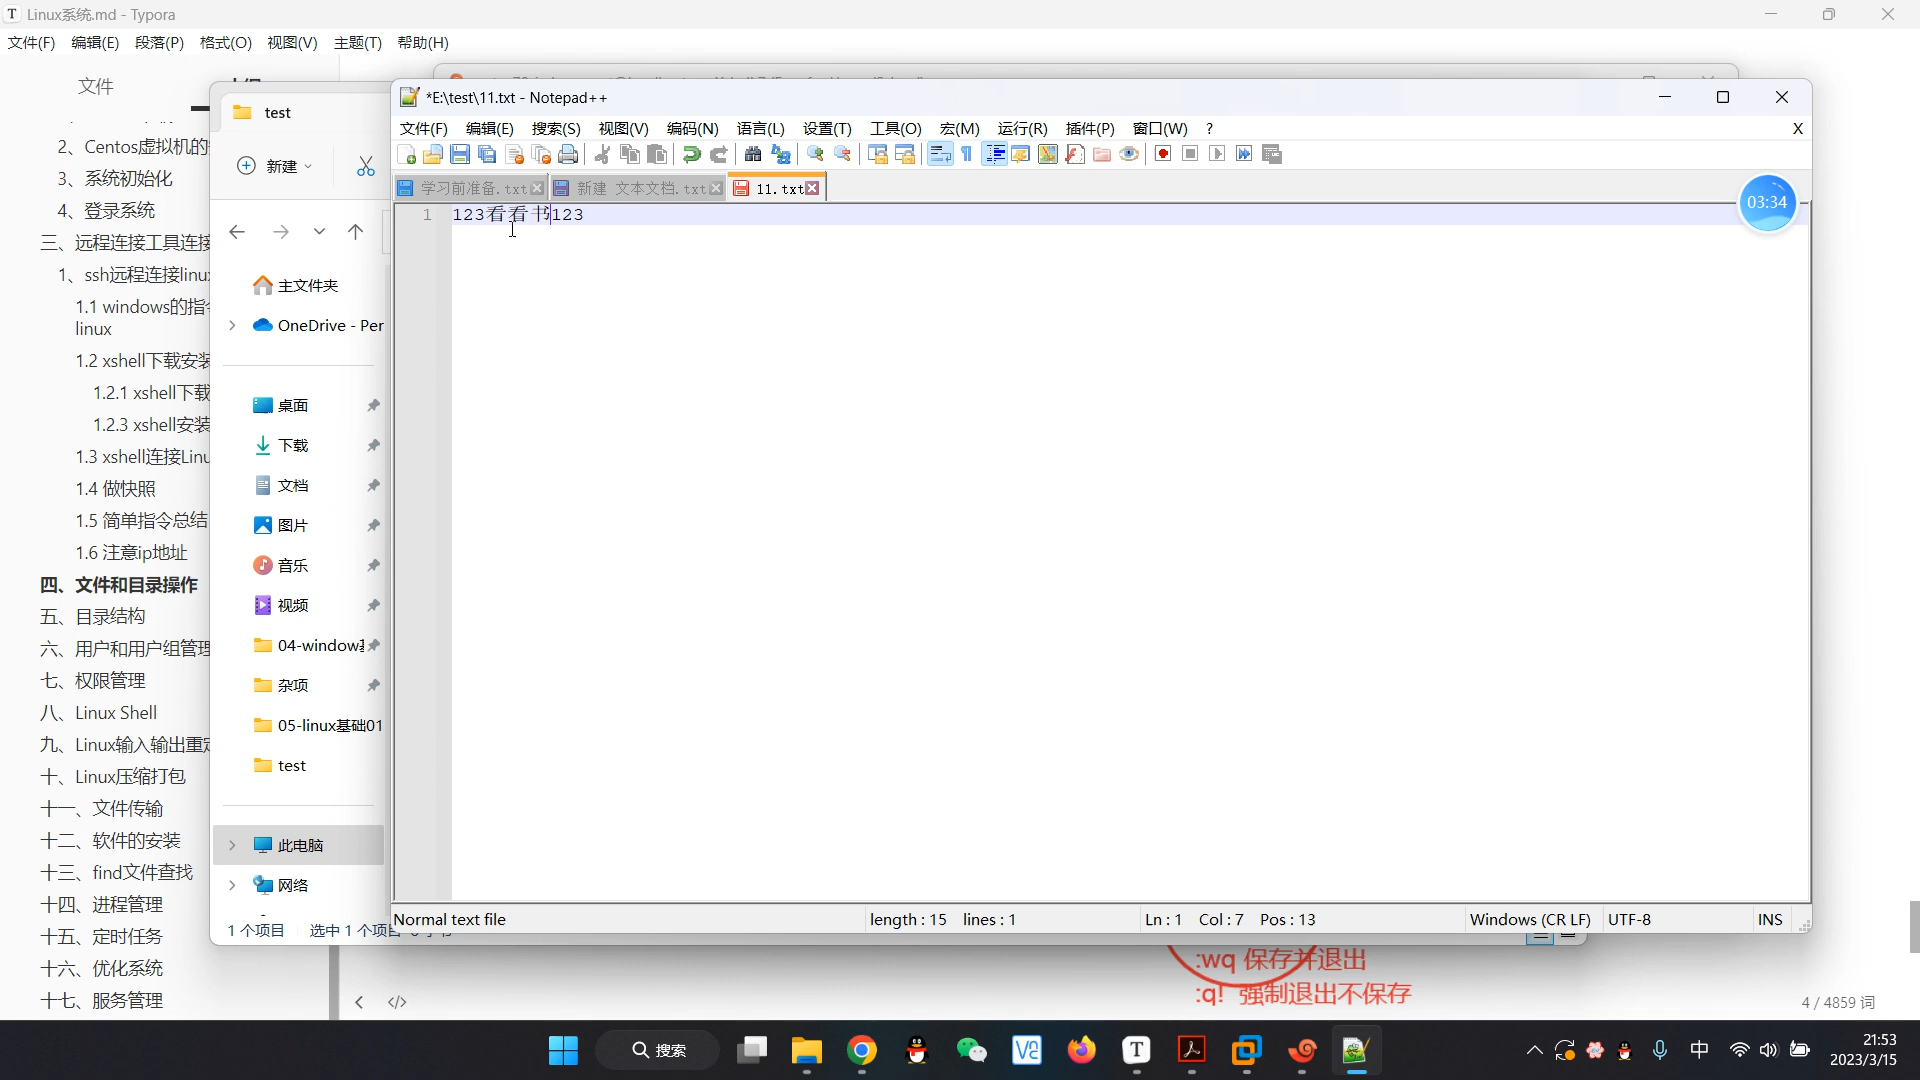 Linux系统.md - Typora
文件(F) 编辑(E) 段落(P) 格式(O) 视图(V) 主题(T) 帮助(H)
文件
2、Centos虚拟机的
3、系统初始化
4、登录系统
三、远程连接工具连接
1、ssh远程连接linu
1.1 windows的指
linux
1.2 xshell下载安装
1.2.1 xshell下载
1.2.3 xshell安装
1.3 xshell连接Linu
1.4 做快照
1.5 简单指令总结
1.6 注意ip地址
四、文件和目录操作
五、目录结构
六、用户和用户组管理
七、权限管理
八、Linux Shell
九、Linux输入输出重定
十、Linux压缩打包
十一、文件传输
十二、软件的安装
十三、find文件查找
十四、进程管理
十五、定时任务
十六、优化系统
十七、服务管理
test
新建
主文件夹
OneDrive - Per
桌面
下载
文档
图片
音乐
视频
04-window
杂项
05-linux基础01
test
此电脑
网络
1个项目 选中 1 个项目
*E:\test\11.txt - Notepad++
文件(F) 编辑(E) 搜索(S) 视图(V) 编码(N) 语言(L) 设置(T) 工具(O) 宏(M) 运行(R) 插件(P) 窗口(W) ? X
学习前准备.txt 新建 文本文档.txt 11.txt
1 123看看书123
03:34
Normal text file length : 15 lines : 1 Ln : 1 Col : 7 Pos : 13 Windows (CR LF) UTF-8 INS
:wq 保存并退出
:q! 强制退出不保存
4 / 4859 词
搜索
中
21:53
2023/3/15